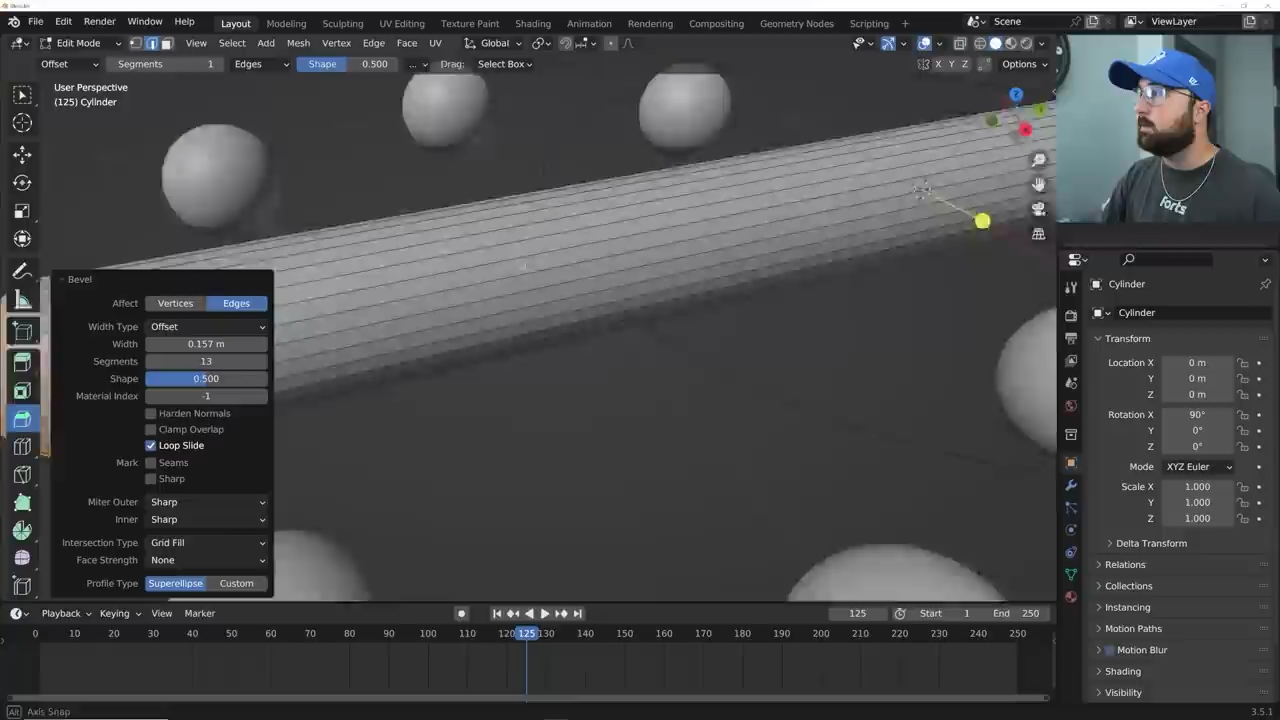 Blender
File Edit Render Window Help Layout Modeling Sculpting UV Editing Texture Paint Shading Animation Rendering Compositing Geometry Nodes Scripting + Scene ViewLayer
Edit Mode View Select Add Mesh Vertex Edge Face UV Global X Y Z
Offset Segments 1 Edges Shape 0.500 ... Drag: Select Box X Y Z Options
User Perspective
(125) Cylinder
Z
Y
X
forts
Bevel
Affect Vertices Edges
Width Type Offset
Width 0.157 m
Segments 13
Shape 0.500
Material Index -1
Harden Normals
Clamp Overlap
Loop Slide
Mark Seams
Sharp
Miter Outer Sharp
Inner Sharp
Intersection Type Grid Fill
Face Strength None
Profile Type Superellipse Custom
Cylinder
Cylinder
Transform
Location X 0 m
Y 0 m
Z 0 m
Rotation X 90°
Y 0°
Z 0°
Mode XYZ Euler
Scale X 1.000
Y 1.000
Z 1.000
Delta Transform
Relations
Collections
Instancing
Motion Paths
Motion Blur
Shading
Visibility
Playback Keying View Marker 125 Start 1 End 250
0 10 20 30 40 50 60 70 80 90 100 110 120 125 130 140 150 160 170 180 190 200 210 220 230 240 250
Alt Axis Snap 3.5.1